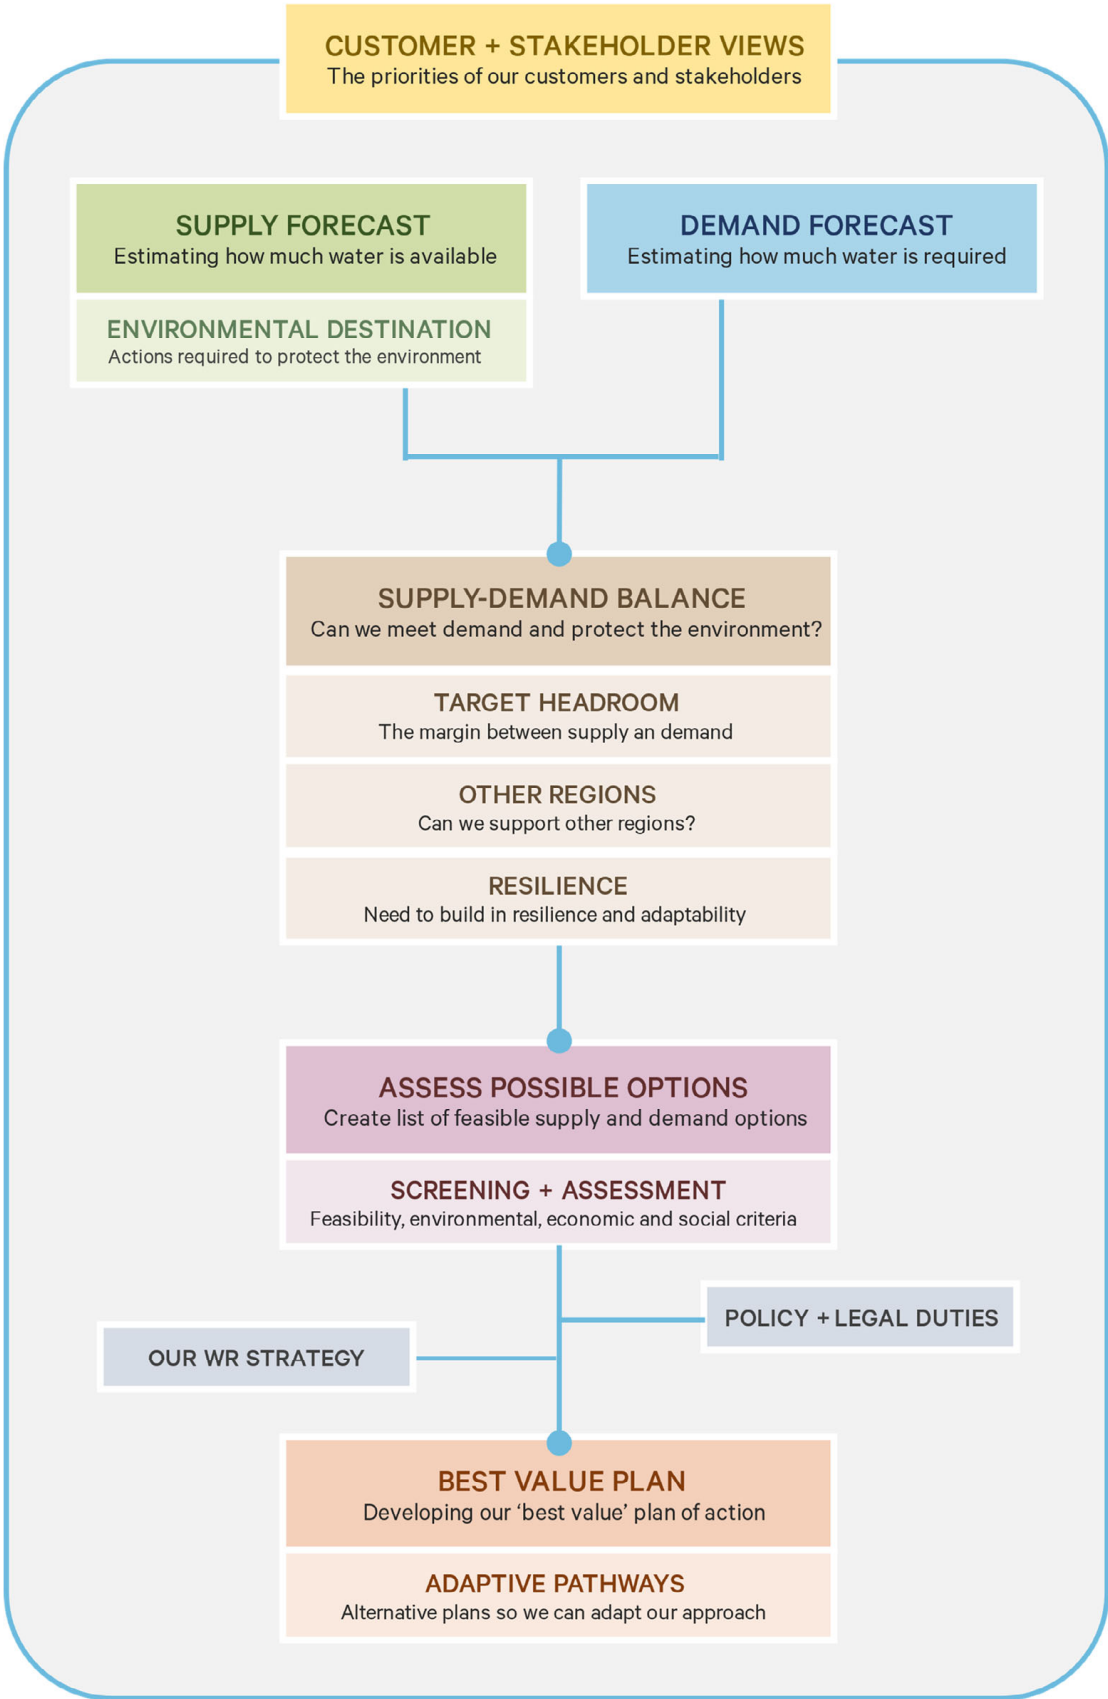 CUSTOMER + STAKEHOLDER VIEWS
The priorities of our customers and stakeholders
SUPPLY FORECAST
Estimating how much water is available
ENVIRONMENTAL DESTINATION
Actions required to protect the environment
DEMAND FORECAST
Estimating how much water is required
SUPPLY-DEMAND BALANCE
Can we meet demand and protect the environment?
TARGET HEADROOM
The margin between supply an demand
OTHER REGIONS
Can we support other regions?
RESILIENCE
Need to build in resilience and adaptability
ASSESS POSSIBLE OPTIONS
Create list of feasible supply and demand options
SCREENING + ASSESSMENT
Feasibility, environmental, economic and social criteria
POLICY + LEGAL DUTIES
OUR WR STRATEGY
BEST VALUE PLAN
Developing our ‘best value’ plan of action
ADAPTIVE PATHWAYS
Alternative plans so we can adapt our approach